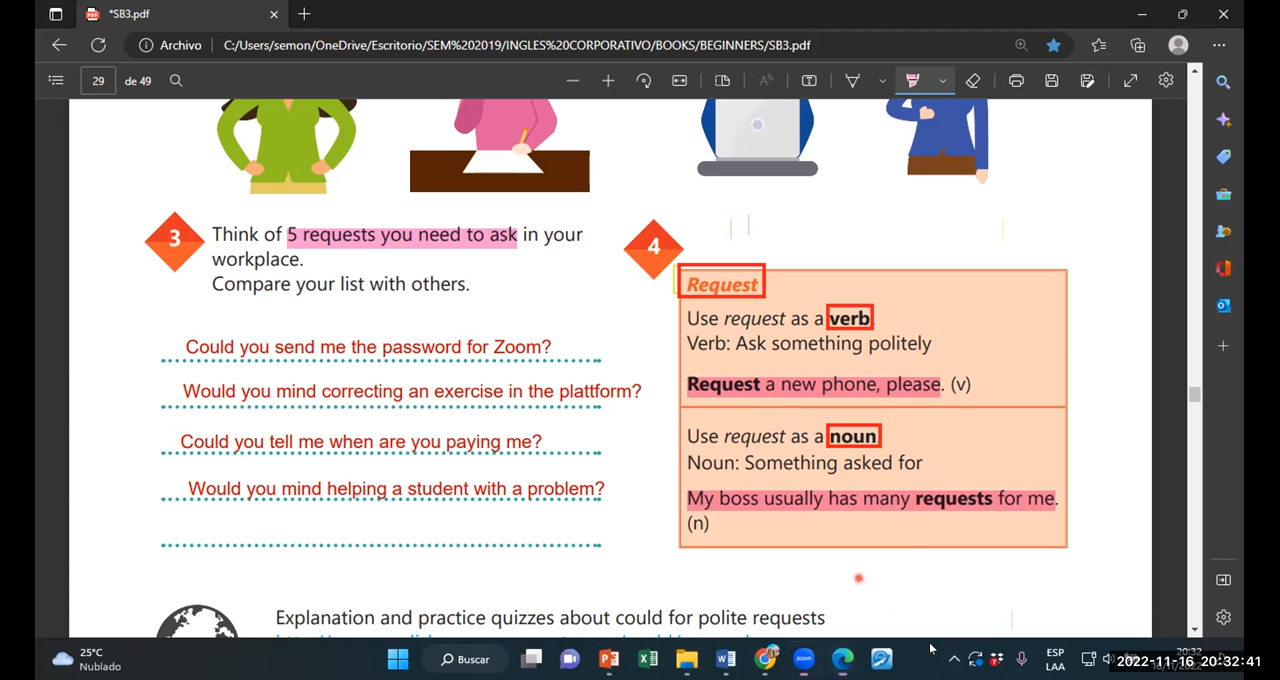 *SB3.pdf
Archivo
C:/Users/semon/OneDrive/Escritorio/SEM%202019/INGLES%20CORPORATIVO/BOOKS/BEGINNERS/SB3.pdf
29 de 49
3
Think of 5 requests you need to ask in your
workplace.
Compare your list with others.
Could you send me the password for Zoom?
Would you mind correcting an exercise in the plattform?
Could you tell me when are you paying me?
Would you mind helping a student with a problem?
4
Request
Use request as a verb.
Verb: Ask something politely
Request a new phone, please. (v)
Use request as a noun
Noun: Something asked for
My boss usually has many requests for me.
(n)
Explanation and practice quizzes about could for polite requests
25°C
Nublado
Buscar
ESP
LAA
20:32
2022-11-16 20:32:41